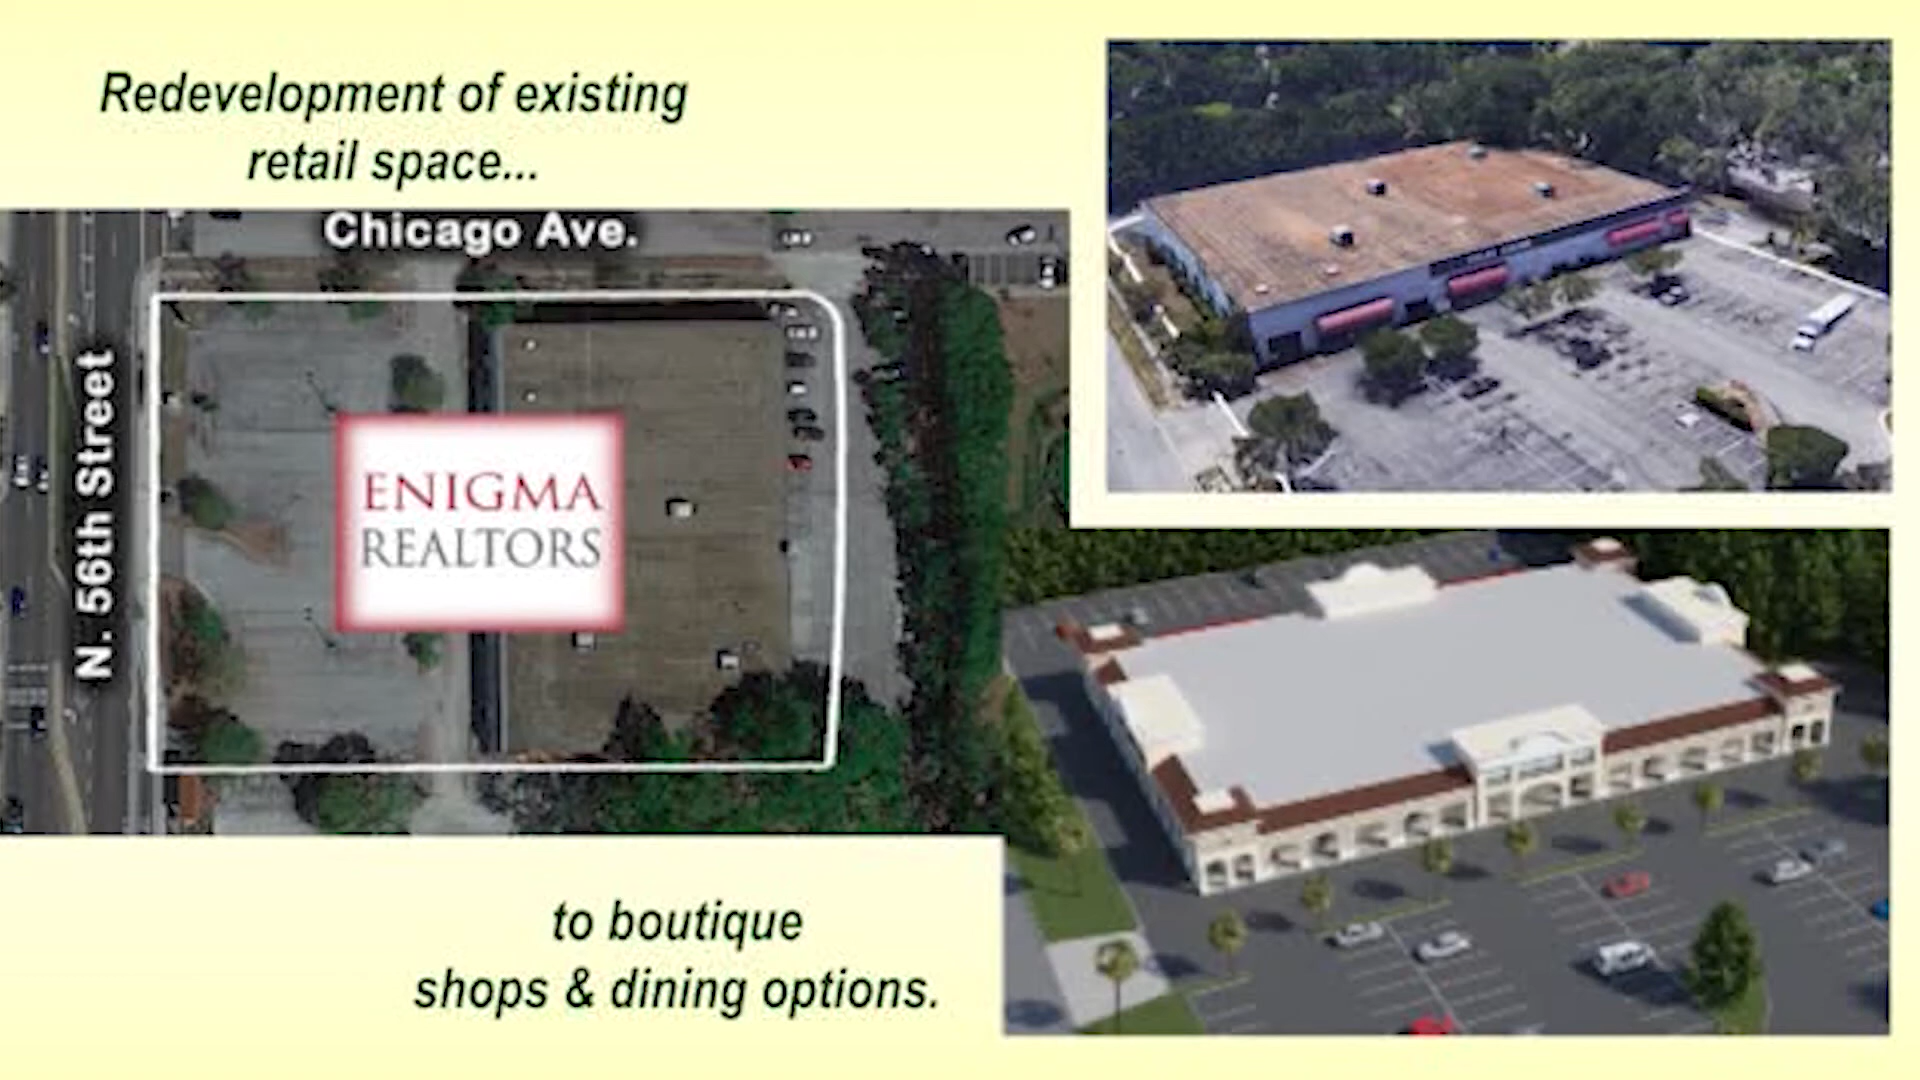 Redevelopment of existing
retail space...
Chicago Ave.
N. 56th Street
ENIGMA
REALTORS
to boutique
shops & dining options.